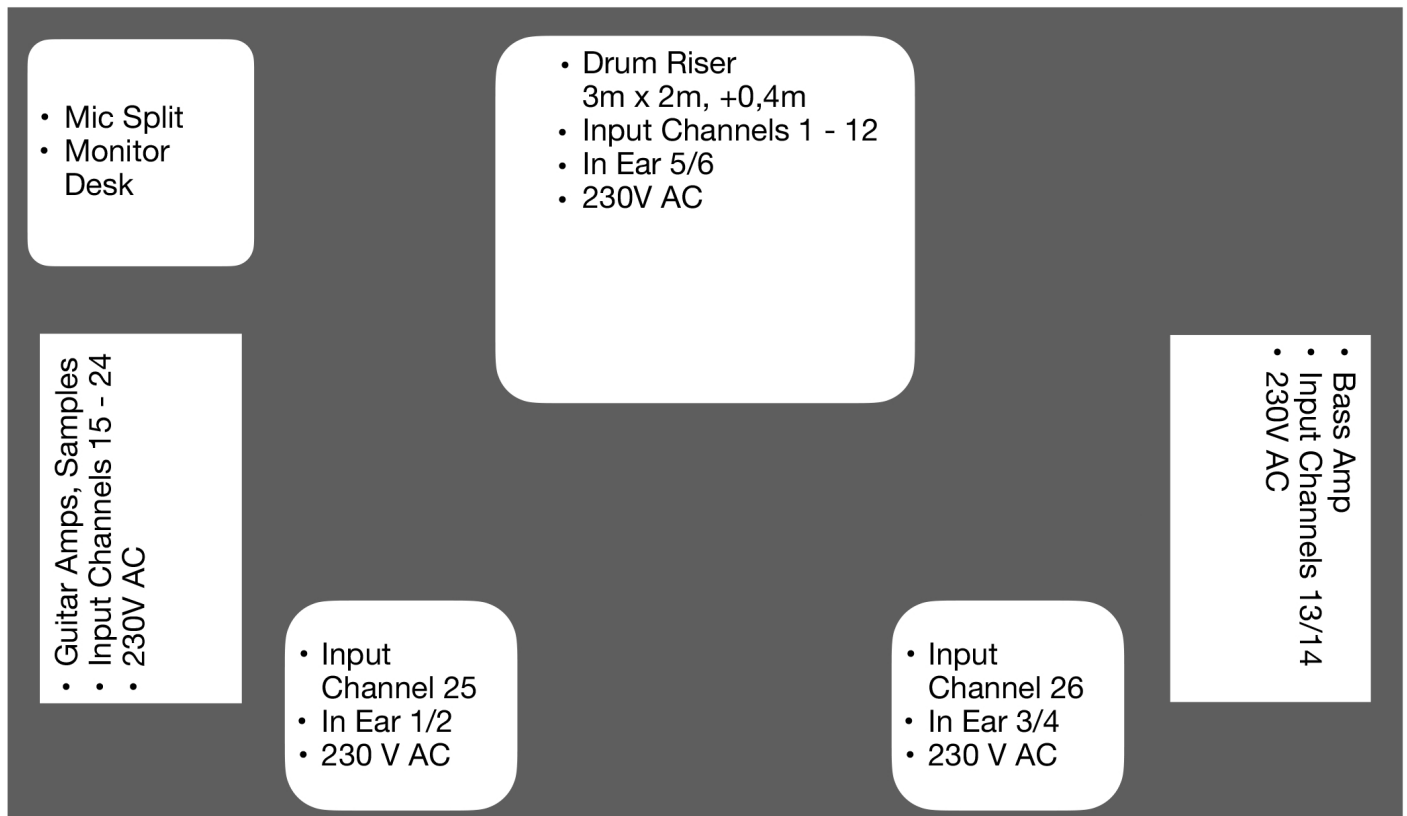 • Mic Split
• Monitor
Desk
• Drum Riser
3m x 2m, +0,4m
• Input Channels 1 - 12
• In Ear 5/6
• 230V AC
• Guitar Amps, Samples
• Input Channels 15 - 24
• 230V AC
• Bass Amp
• Input Channels 13/14
• 230V AC
• Input
Channel 25
• In Ear 1/2
• 230 V AC
• Input
Channel 26
• In Ear 3/4
• 230 V AC